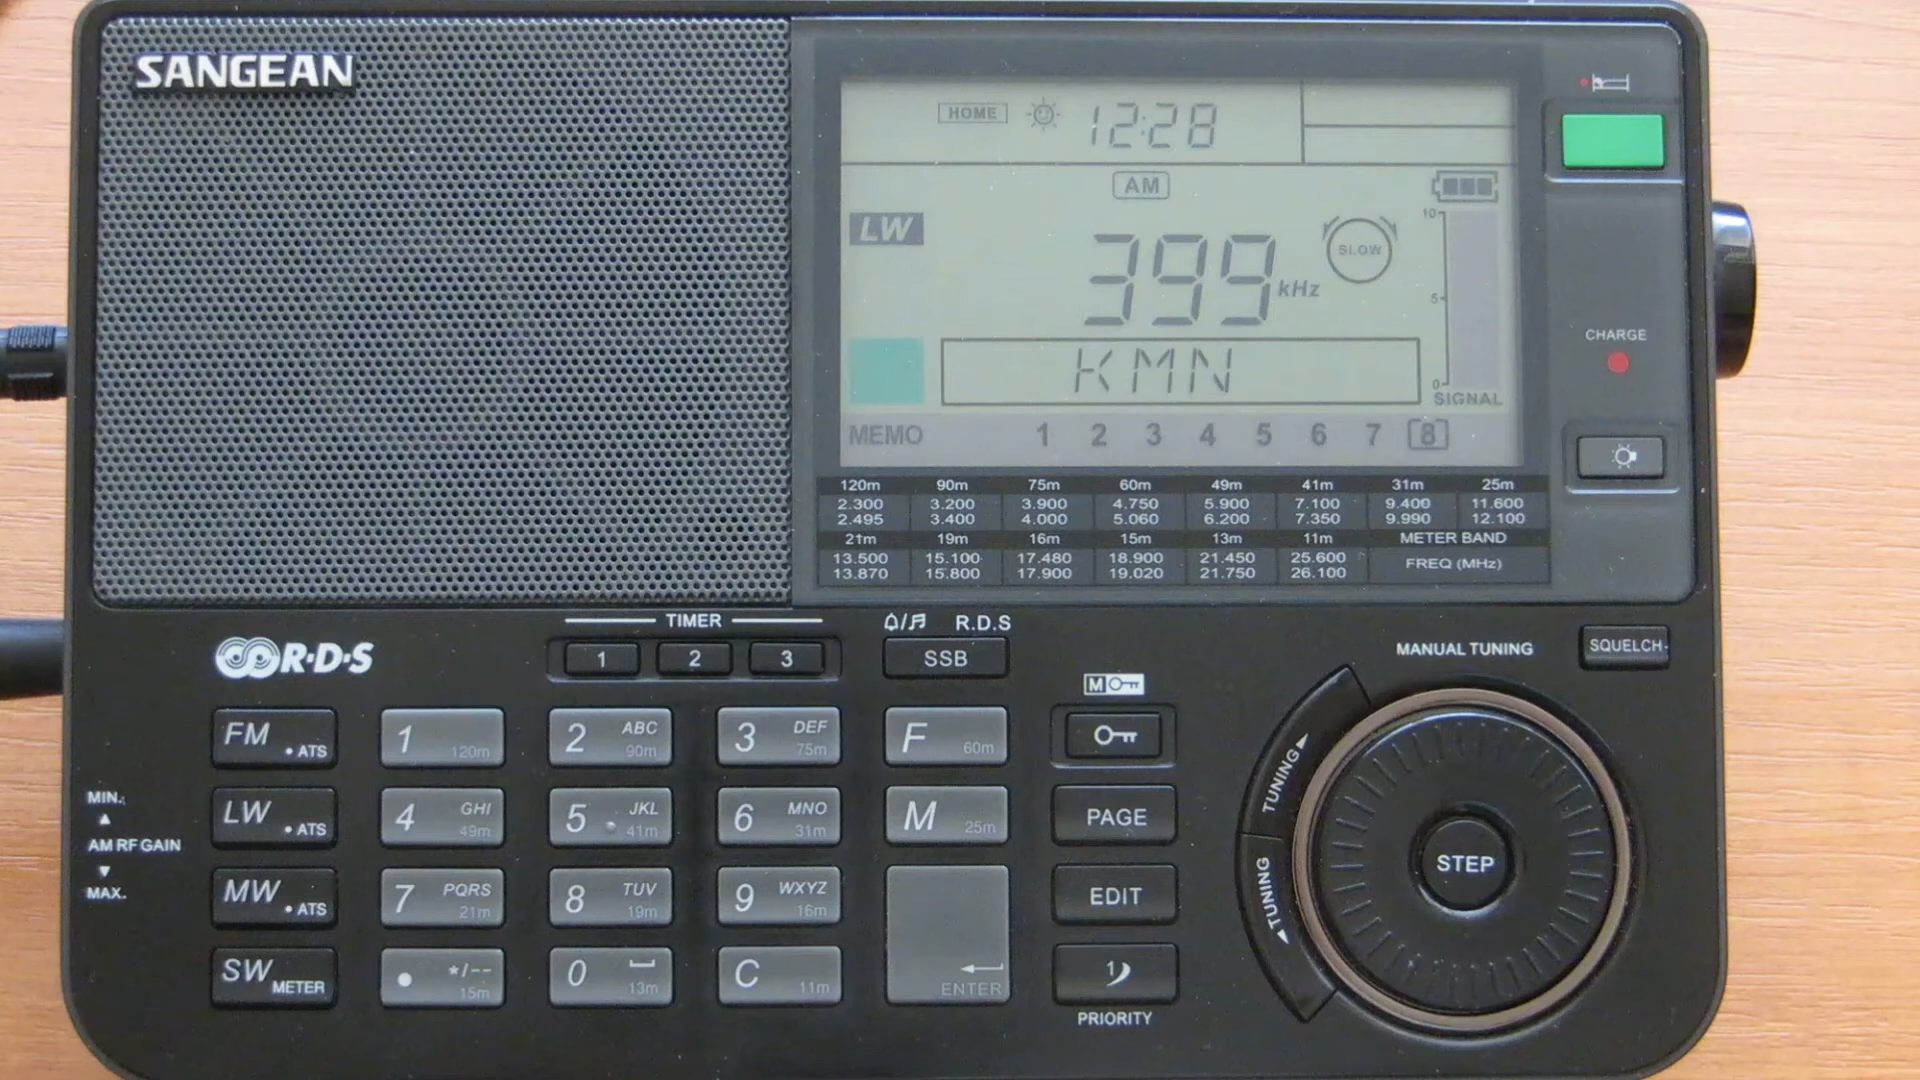 SANGEAN
HOME 12:28
AM
LW
399 kHz
SLOW
10
5
0
SIGNAL
KMN
MEMO 1 2 3 4 5 6 7 8
CHARGE
120m 90m 75m 60m 49m 41m 31m 25m
2.300 3.200 3.900 4.750 5.900 7.100 9.400 11.600
2.495 3.400 4.000 5.060 6.200 7.350 9.990 12.100
21m 19m 16m 15m 13m 11m METER BAND
13.500 15.100 17.480 18.900 21.450 25.600 FREQ (MHz)
13.870 15.800 17.900 19.020 21.750 26.100
R·D·S
TIMER
1 2 3
R.D.S
SSB
MANUAL TUNING
SQUELCH
M
FM • ATS 1 120m 2 ABC 90m 3 DEF 75m F 60m
LW • ATS 4 GHI 49m 5 JKL 41m 6 MNO 31m M 25m PAGE
MW • ATS 7 PQRS 21m 8 TUV 19m 9 WXYZ 16m EDIT
SW METER • */-- 15m 0 13m C 11m ENTER 1
PRIORITY
MIN.
AM RF GAIN
MAX.
TUNING
TUNING
STEP